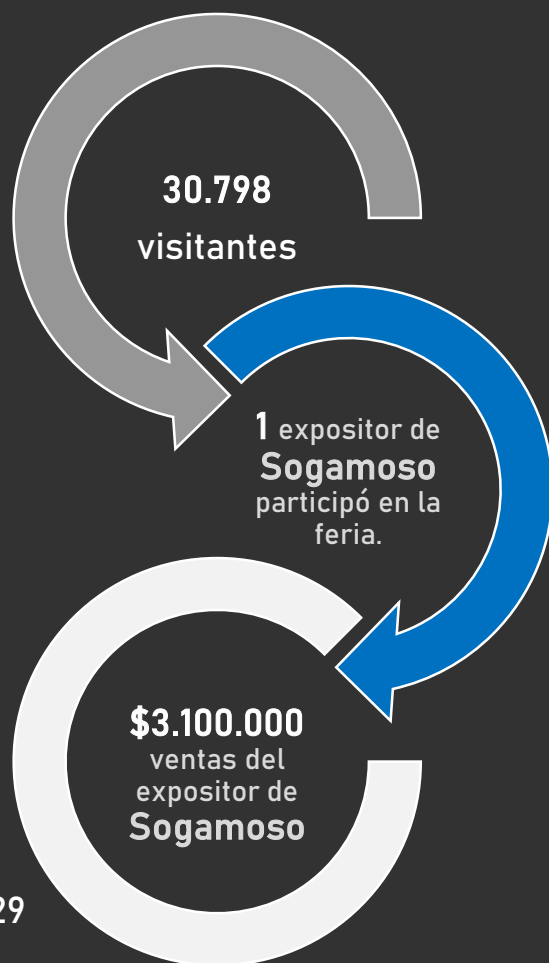 30.798
visitantes
1 expositor de
Sogamoso
participó en la
feria.
$3.100.000
ventas del
expositor de
Sogamoso
29